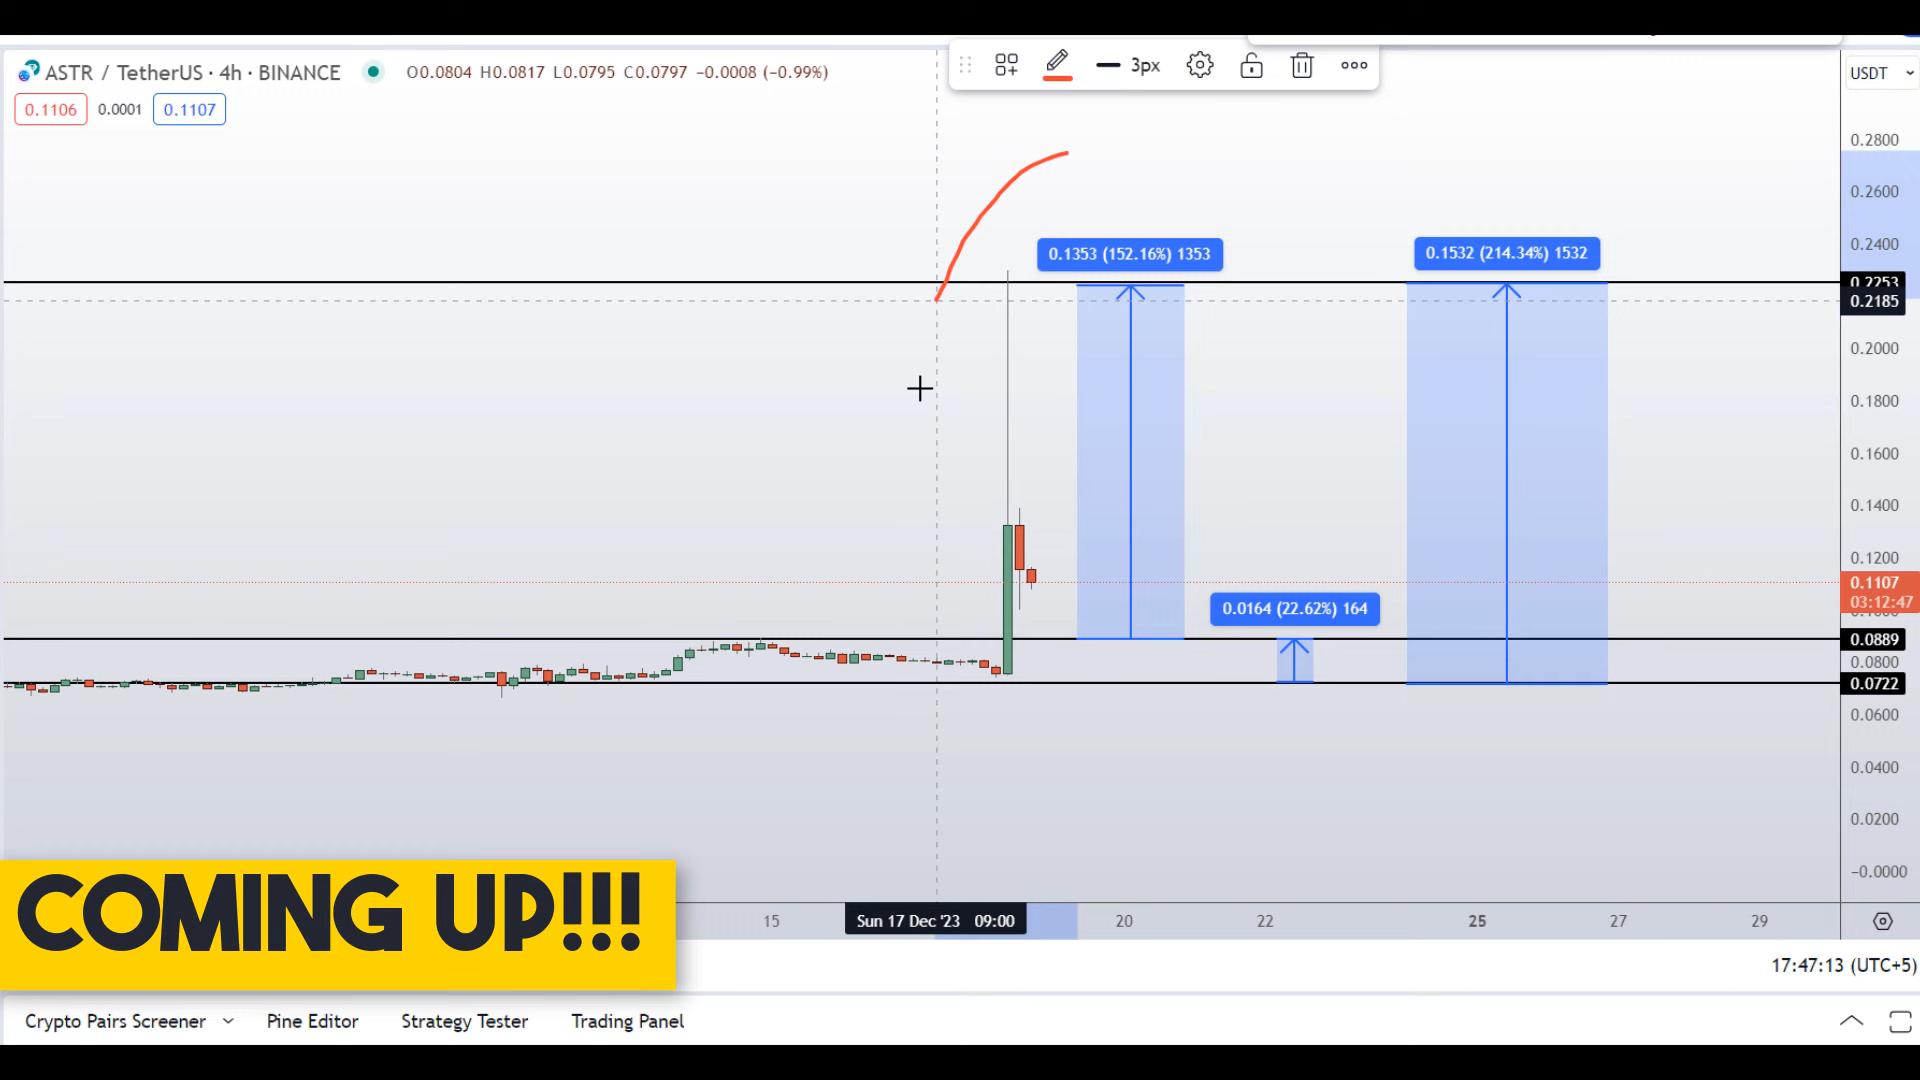 ASTR / TetherUS · 4h · BINANCE O0.0804 H0.0817 L0.0795 C0.0797 −0.0008 (−0.99%)
3px
USDT
0.1106 0.0001 0.1107
0.2800
0.2600
0.1353 (152.16%) 1353
0.1532 (214.34%) 1532
0.2400
0.2253
0.2185
0.2000
0.1800
0.1600
0.1400
0.1200
0.1107
03:12:47
0.1000
0.0164 (22.62%) 164
0.0889
0.0800
0.0722
0.0600
0.0400
0.0200
−0.0000
COMING UP!!!
15 Sun 17 Dec '23 09:00 20 22 25 27 29
17:47:13 (UTC+5)
Crypto Pairs Screener Pine Editor Strategy Tester Trading Panel